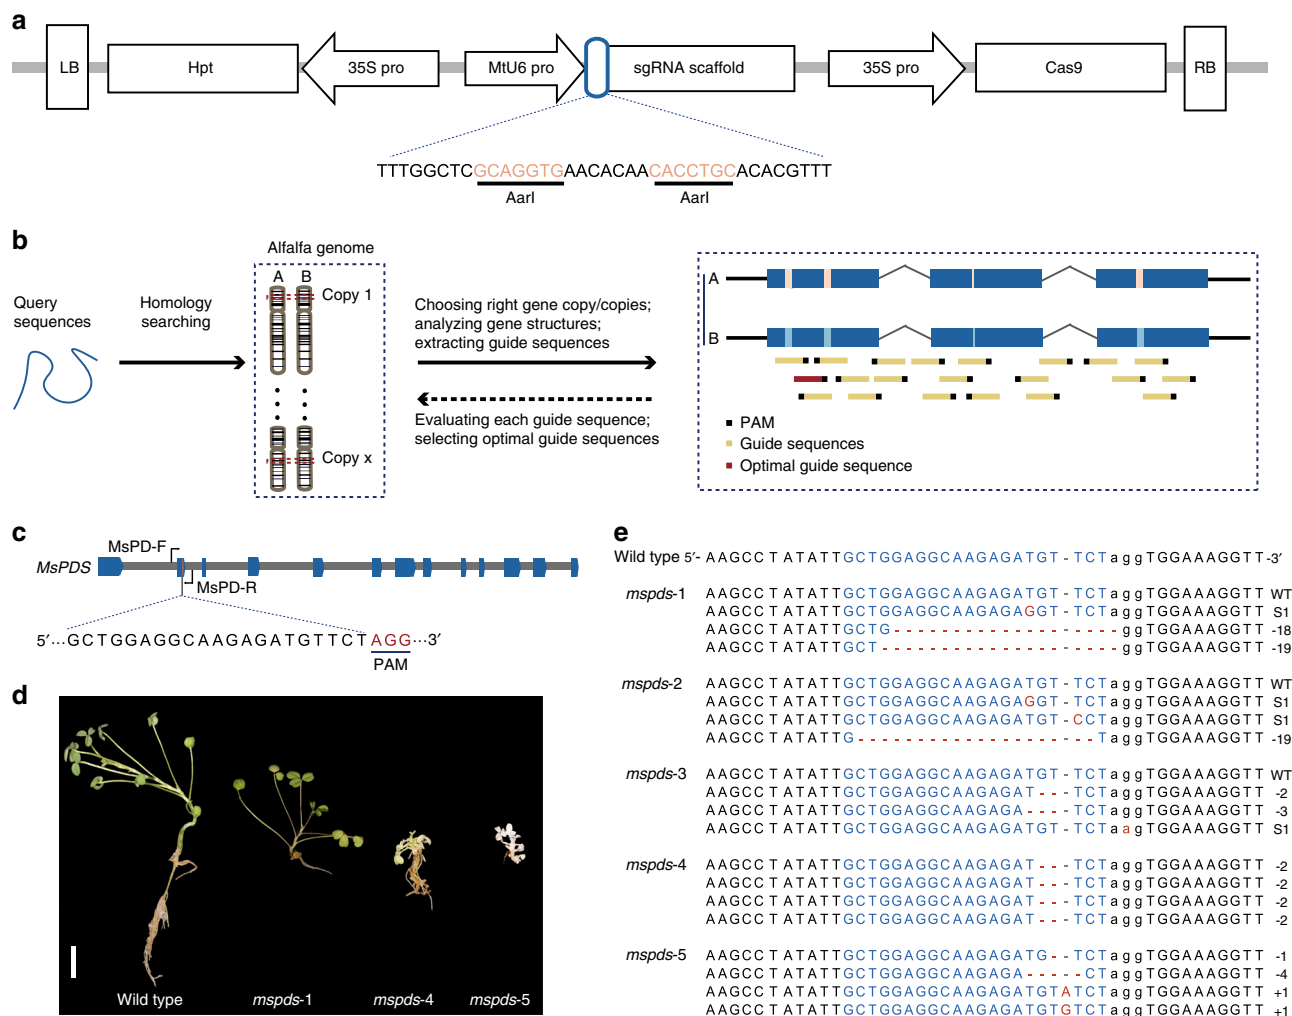 a
LB
Hpt
35S pro
MtU6 pro
sgRNA scaffold
35S pro
Cas9
RB
TTTGGCTCGCAGGTGAACACAACACCTGCACACGTTT
AarI
AarI
b
Alfalfa genome
A B
Query
sequences
Homology
searching
Copy 1
Copy x
Choosing right gene copy/copies;
analyzing gene structures;
extracting guide sequences
Evaluating each guide sequence;
selecting optimal guide sequences
A
B
PAM
Guide sequences
Optimal guide sequence
c
MsPD-F
MsPDS
MsPD-R
5′···GCTGGAGGCAAGAGATGTTCTAGG···3′
PAM
d
Wild type
mspds-1
mspds-4
mspds-5
e
Wild type 5′- AAGCCTATATTGCTGGAGGCAAGAGATGT-TCTaggTGGAAAGGTT -3′
mspds-1 AAGCCTATATTGCTGGAGGCAAGAGATGT-TCTaggTGGAAAGGTT WT
AAGCCTATATTGCTGGAGGCAAGAGAGGT-TCTaggTGGAAAGGTT S1
AAGCCTATATTGCTG-------------------ggTGGAAAGGTT -18
AAGCCTATATTGCT--------------------ggTGGAAAGGTT -19
mspds-2 AAGCCTATATTGCTGGAGGCAAGAGATGT-TCTaggTGGAAAGGTT WT
AAGCCTATATTGCTGGAGGCAAGAGAGGT-TCTaggTGGAAAGGTT S1
AAGCCTATATTGCTGGAGGCAAGAGATGT-CCTaggTGGAAAGGTT S1
AAGCCTATATTG--------------------TaggTGGAAAGGTT -19
mspds-3 AAGCCTATATTGCTGGAGGCAAGAGATGT-TCTaggTGGAAAGGTT WT
AAGCCTATATTGCTGGAGGCAAGAGAT---TCTaggTGGAAAGGTT -2
AAGCCTATATTGCTGGAGGCAAGAGA----TCTaggTGGAAAGGTT -3
AAGCCTATATTGCTGGAGGCAAGAGATGT-TCTaagTGGAAAGGTT S1
mspds-4 AAGCCTATATTGCTGGAGGCAAGAGAT---TCTaggTGGAAAGGTT -2
AAGCCTATATTGCTGGAGGCAAGAGAT---TCTaggTGGAAAGGTT -2
AAGCCTATATTGCTGGAGGCAAGAGAT---TCTaggTGGAAAGGTT -2
AAGCCTATATTGCTGGAGGCAAGAGAT---TCTaggTGGAAAGGTT -2
mspds-5 AAGCCTATATTGCTGGAGGCAAGAGATG--TCTaggTGGAAAGGTT -1
AAGCCTATATTGCTGGAGGCAAGAGA-----CTaggTGGAAAGGTT -4
AAGCCTATATTGCTGGAGGCAAGAGATGTATCTaggTGGAAAGGTT +1
AAGCCTATATTGCTGGAGGCAAGAGATGTGTCTaggTGGAAAGGTT +1